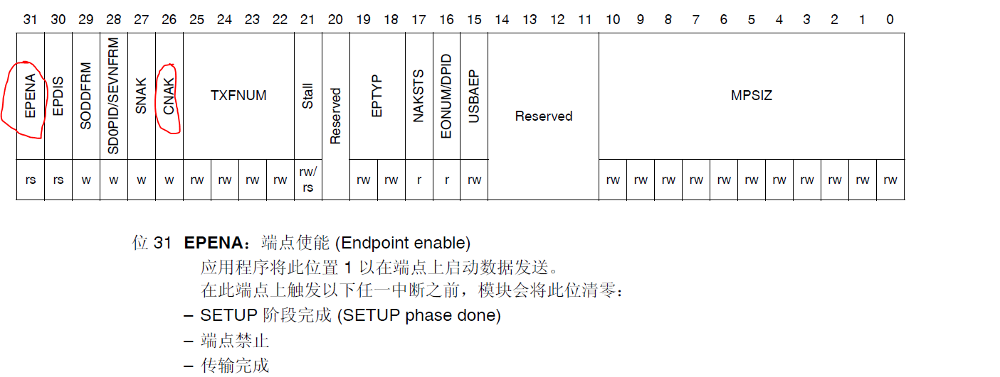 31 30 29 28 27 26 25 24 23 22 21 20 19 18 17 16 15 14 13 12 11 10 9 8 7 6 5 4 3 2 1 0
EPENA EPDIS SODDFRM SD0PID/SEVNFRM SNAK CNAK TXFNUM Stall Reserved EPTYP NAKSTS EONUM/DPID USBAEP Reserved MPSIZ
rs rs w w w w rw rw rw rw rw/rs rw rw r r rw rw rw rw rw rw rw rw rw rw rw rw
位 31 EPENA：端点使能 (Endpoint enable)
应用程序将此位置 1 以在端点上启动数据发送。
在此端点上触发以下任一中断之前，模块会将此位清零：
– SETUP 阶段完成 (SETUP phase done)
– 端点禁止
– 传输完成